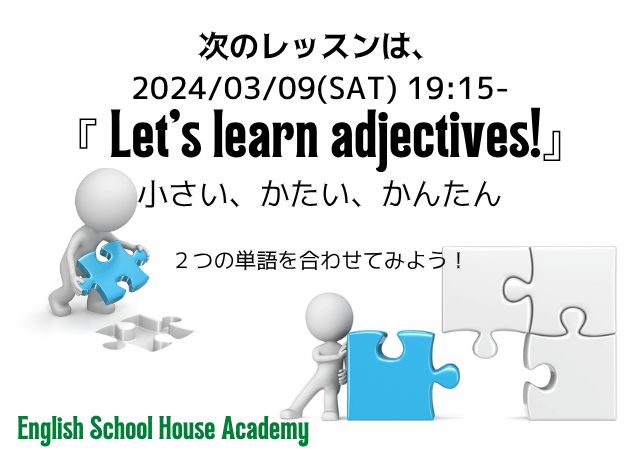 次のレッスンは、
2024/03/09(SAT) 19:15-
『 Let's learn adjectives!』
小さい、かたい、かんたん
２つの単語を合わせてみよう！
English School House Academy